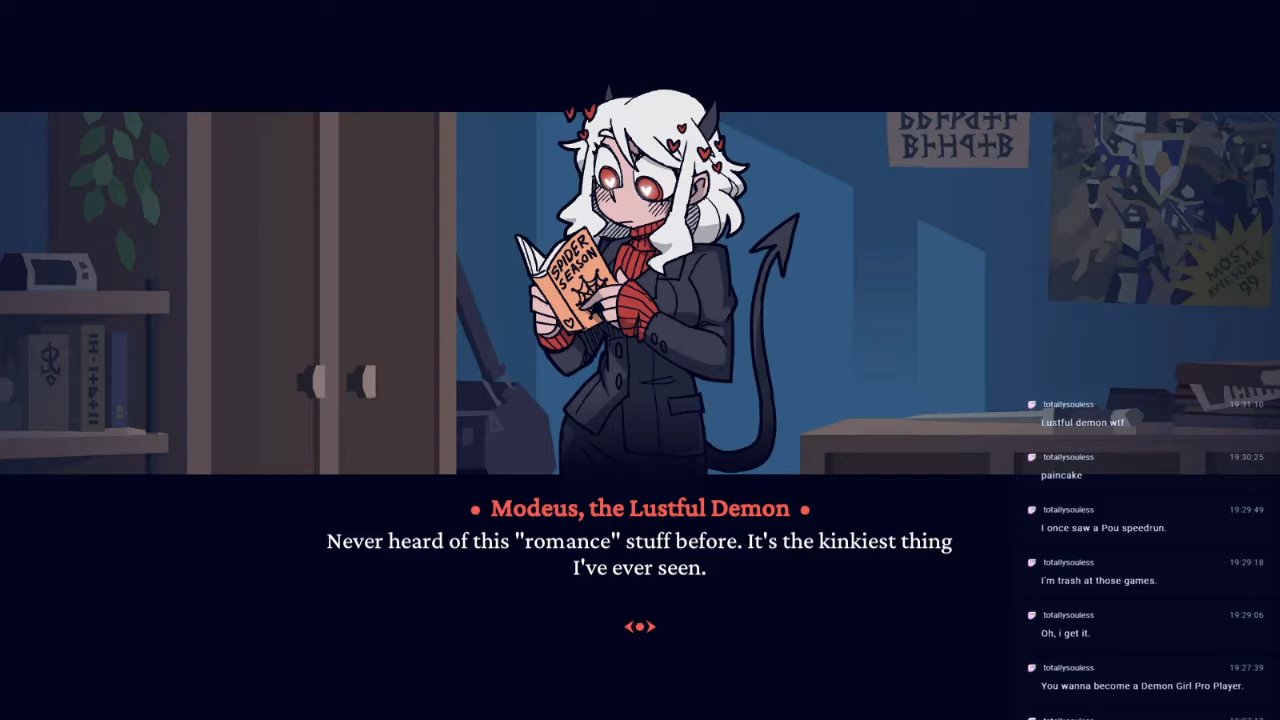 SPIDER
SEASON
MOST
AWESOME
99
• Modeus, the Lustful Demon •
Never heard of this "romance" stuff before. It's the kinkiest thing
I've ever seen.
totallysouless 19:31:10
Lustful demon wtf
totallysouless 19:30:25
paincake
totallysouless 19:29:49
I once saw a Pou speedrun.
totallysouless 19:29:18
I'm trash at those games.
totallysouless 19:29:06
Oh, i get it.
totallysouless 19:27:39
You wanna become a Demon Girl Pro Player.